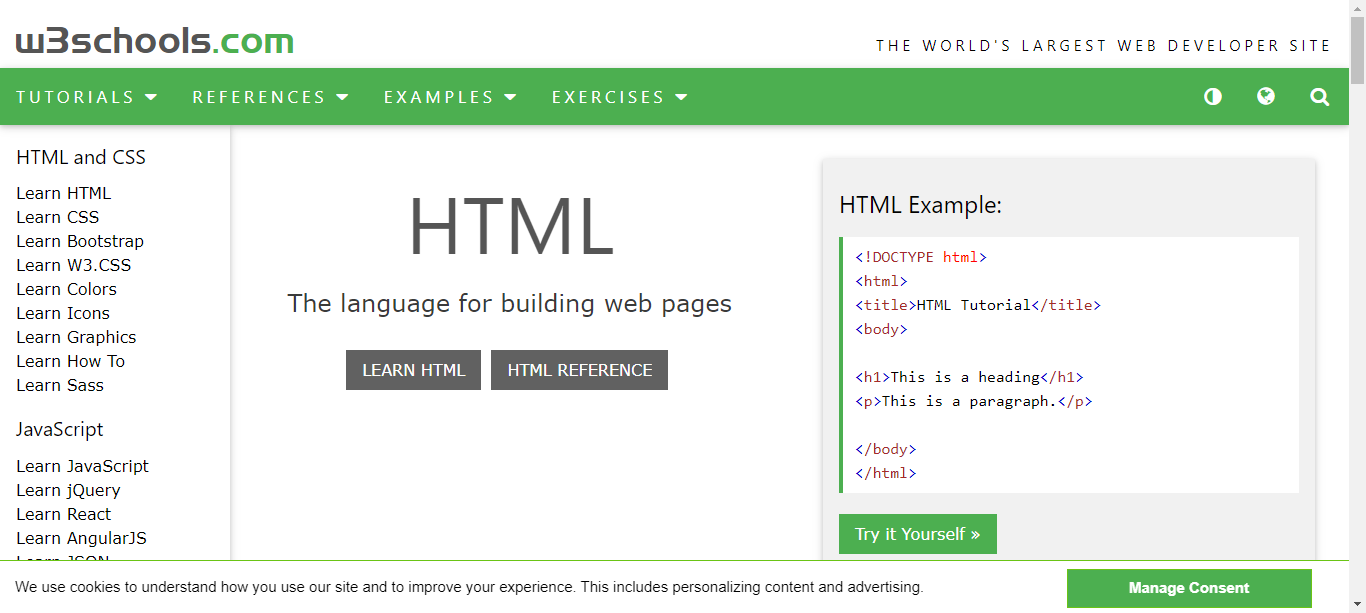 w3schools.com
THE WORLD'S LARGEST WEB DEVELOPER SITE
TUTORIALS REFERENCES EXAMPLES EXERCISES
HTML and CSS
Learn HTML
Learn CSS
Learn Bootstrap
Learn W3.CSS
Learn Colors
Learn Icons
Learn Graphics
Learn How To
Learn Sass
JavaScript
Learn JavaScript
Learn jQuery
Learn React
Learn AngularJS
Learn JSON
HTML
The language for building web pages
LEARN HTML HTML REFERENCE
HTML Example:
<!DOCTYPE html>
<html>
<title>HTML Tutorial</title>
<body>
<h1>This is a heading</h1>
<p>This is a paragraph.</p>
</body>
</html>
Try it Yourself »
We use cookies to understand how you use our site and to improve your experience. This includes personalizing content and advertising.
Manage Consent